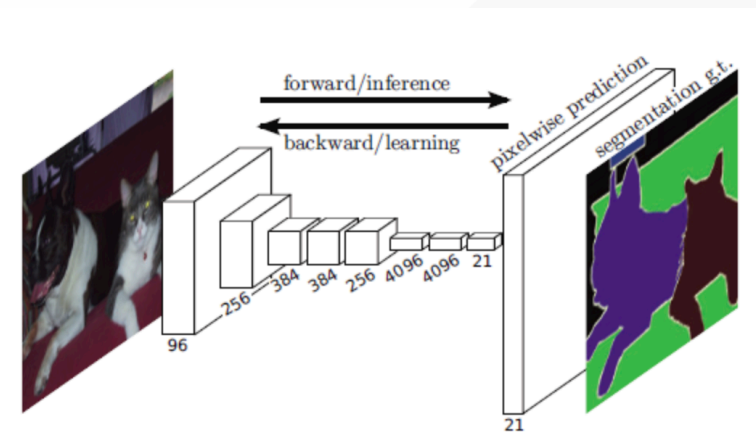 forward/inference
backward/learning
pixelwise prediction
segmentation g.t.
96
256
384
384
256
4096
4096
21
21